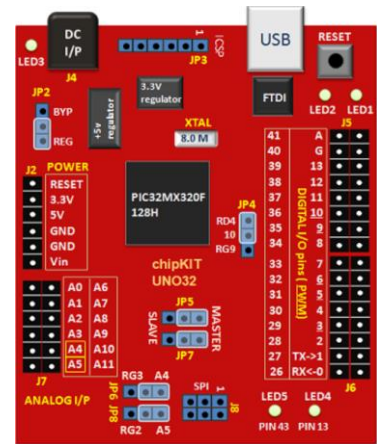 DC
I/P
LED3
J4
1
ICSP
JP3
USB
RESET
FTDI
LED2 LED1
JP2
BYP
REG
+5v
regulator
3.3V
regulator
XTAL
8.0 M
J2 POWER
RESET
3.3V
5V
GND
GND
Vin
PIC32MX320F
128H
JP4
RD4
10
RG9
J5
41 A
40 G
39 13
38 12
37 11
36 10
35 9
34 8
33 7
32 6
31 5
30 4
29 3
28 2
27 TX->1
26 RX<-0
DIGITAL I/O pins (PWM)
J6
chipKIT
UNO32
A0 A6
A1 A7
A2 A8
A3 A9
A4 A10
A5 A11
J7
ANALOG I/P
JP5
SLAVE MASTER
JP7
RG3 A4
JP6
JP8
RG2 A5
SPI 1
J8
LED5 LED4
PIN 43 PIN 13